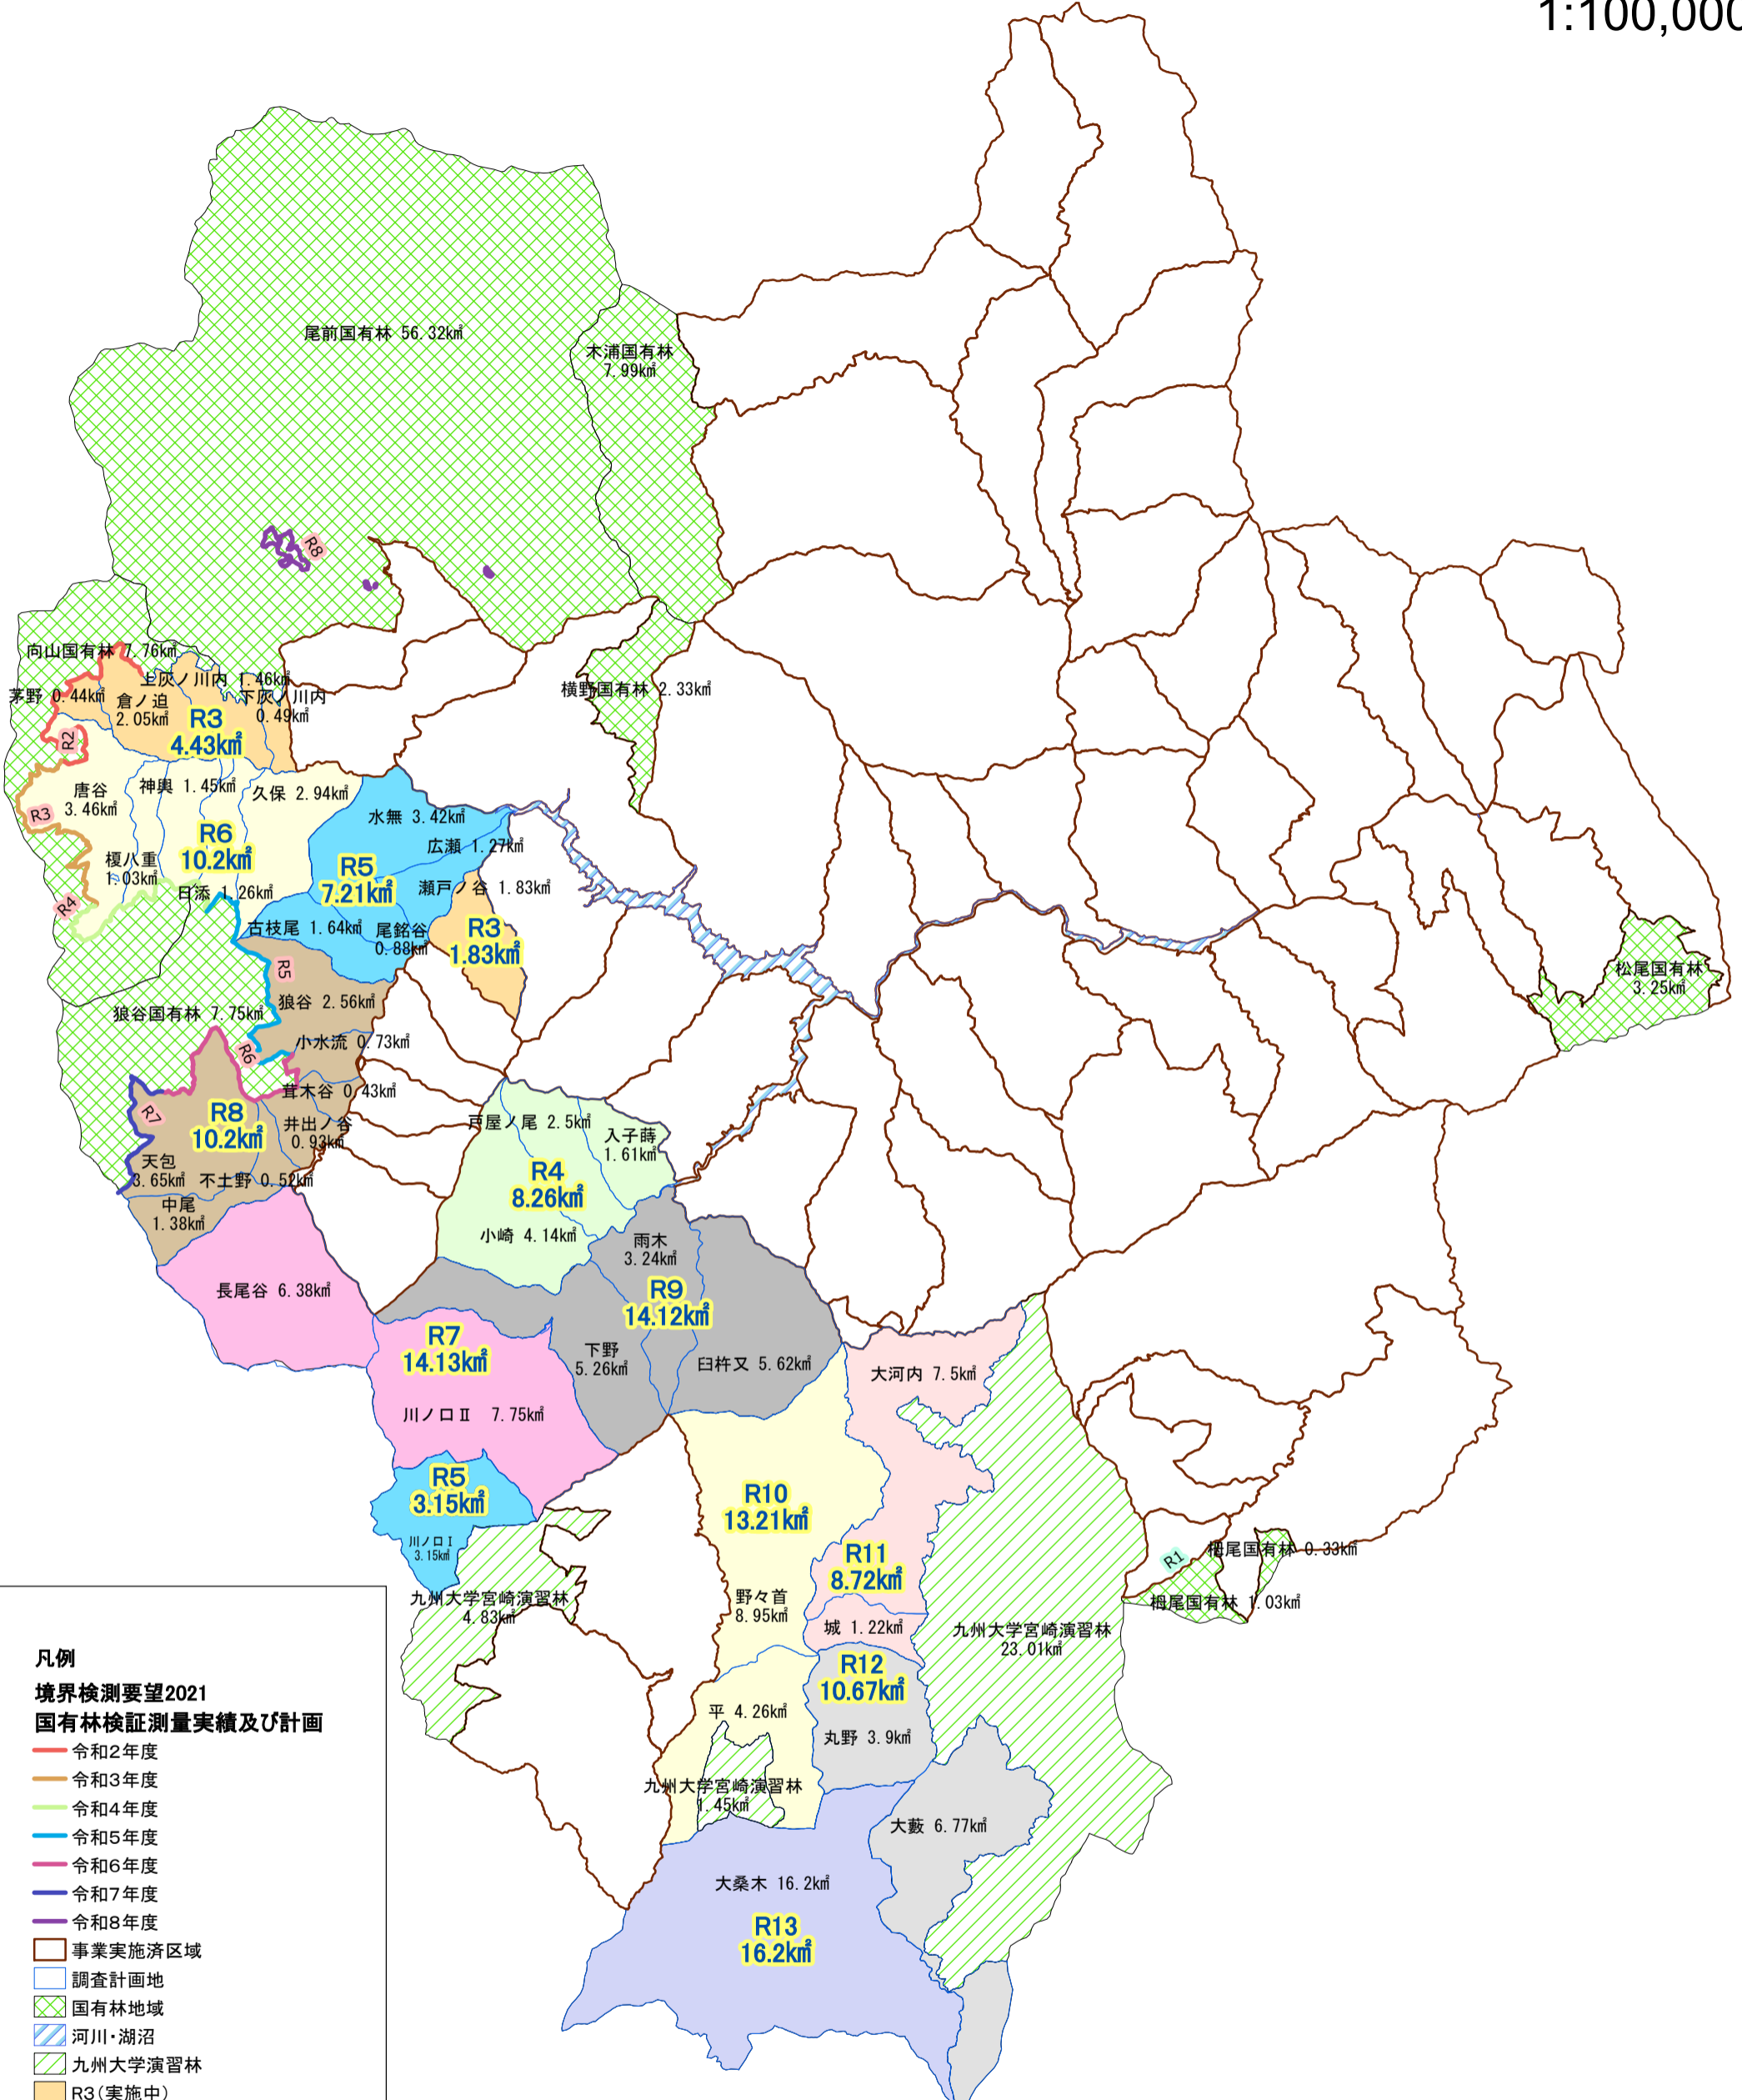 1:100,000
尾前国有林 56.32k㎡
木浦国有林
7.99k㎡
R8
向山国有林 7.76k㎡
上灰ノ川内 1.46k㎡
茅野 0.44k㎡
倉ノ迫
2.05k㎡
下灰ノ川内
0.49k㎡
横野国有林 2.33k㎡
R3
4.43k㎡
R2
唐谷
3.46k㎡
神輿 1.45k㎡
久保 2.94k㎡
水無 3.42k㎡
R3
R6
10.2k㎡
広瀬 1.27k㎡
榎八重
1.03k㎡
R5
7.21k㎡
瀬戸ノ谷 1.83k㎡
日添 1.26k㎡
R4
古枝尾 1.64k㎡
尾銘谷
0.88k㎡
R3
1.83k㎡
松尾国有林
3.25k㎡
R5
狼谷 2.56k㎡
狼谷国有林 7.75k㎡
小水流 0.73k㎡
R6
茸木谷 0.43k㎡
R7
R8
10.2k㎡
井出ノ谷
0.93k㎡
戸屋ノ尾 2.5k㎡
入子蒔
1.61k㎡
天包
3.65k㎡
不土野 0.52k㎡
R4
8.26k㎡
中尾
1.38k㎡
小崎 4.14k㎡
雨木
3.24k㎡
長尾谷 6.38k㎡
R9
14.12k㎡
R7
14.13k㎡
下野
5.26k㎡
臼杵又 5.62k㎡
大河内 7.5k㎡
川ノ口Ⅱ 7.75k㎡
R5
3.15k㎡
R10
13.21k㎡
川ノ口Ⅰ
3.15k㎡
R11
8.72k㎡
R1
栂尾国有林 0.33k㎡
栂尾国有林 1.03k㎡
九州大学宮崎演習林
4.83k㎡
野々首
8.95k㎡
城 1.22k㎡
九州大学宮崎演習林
23.01k㎡
R12
10.67k㎡
平 4.26k㎡
丸野 3.9k㎡
九州大学宮崎演習林
1.45k㎡
大藪 6.77k㎡
大桑木 16.2k㎡
R13
16.2k㎡
凡例
境界検測要望2021
国有林検証測量実績及び計画
令和2年度
令和3年度
令和4年度
令和5年度
令和6年度
令和7年度
令和8年度
事業実施済区域
調査計画地
国有林地域
河川・湖沼
九州大学演習林
R3（実施中）